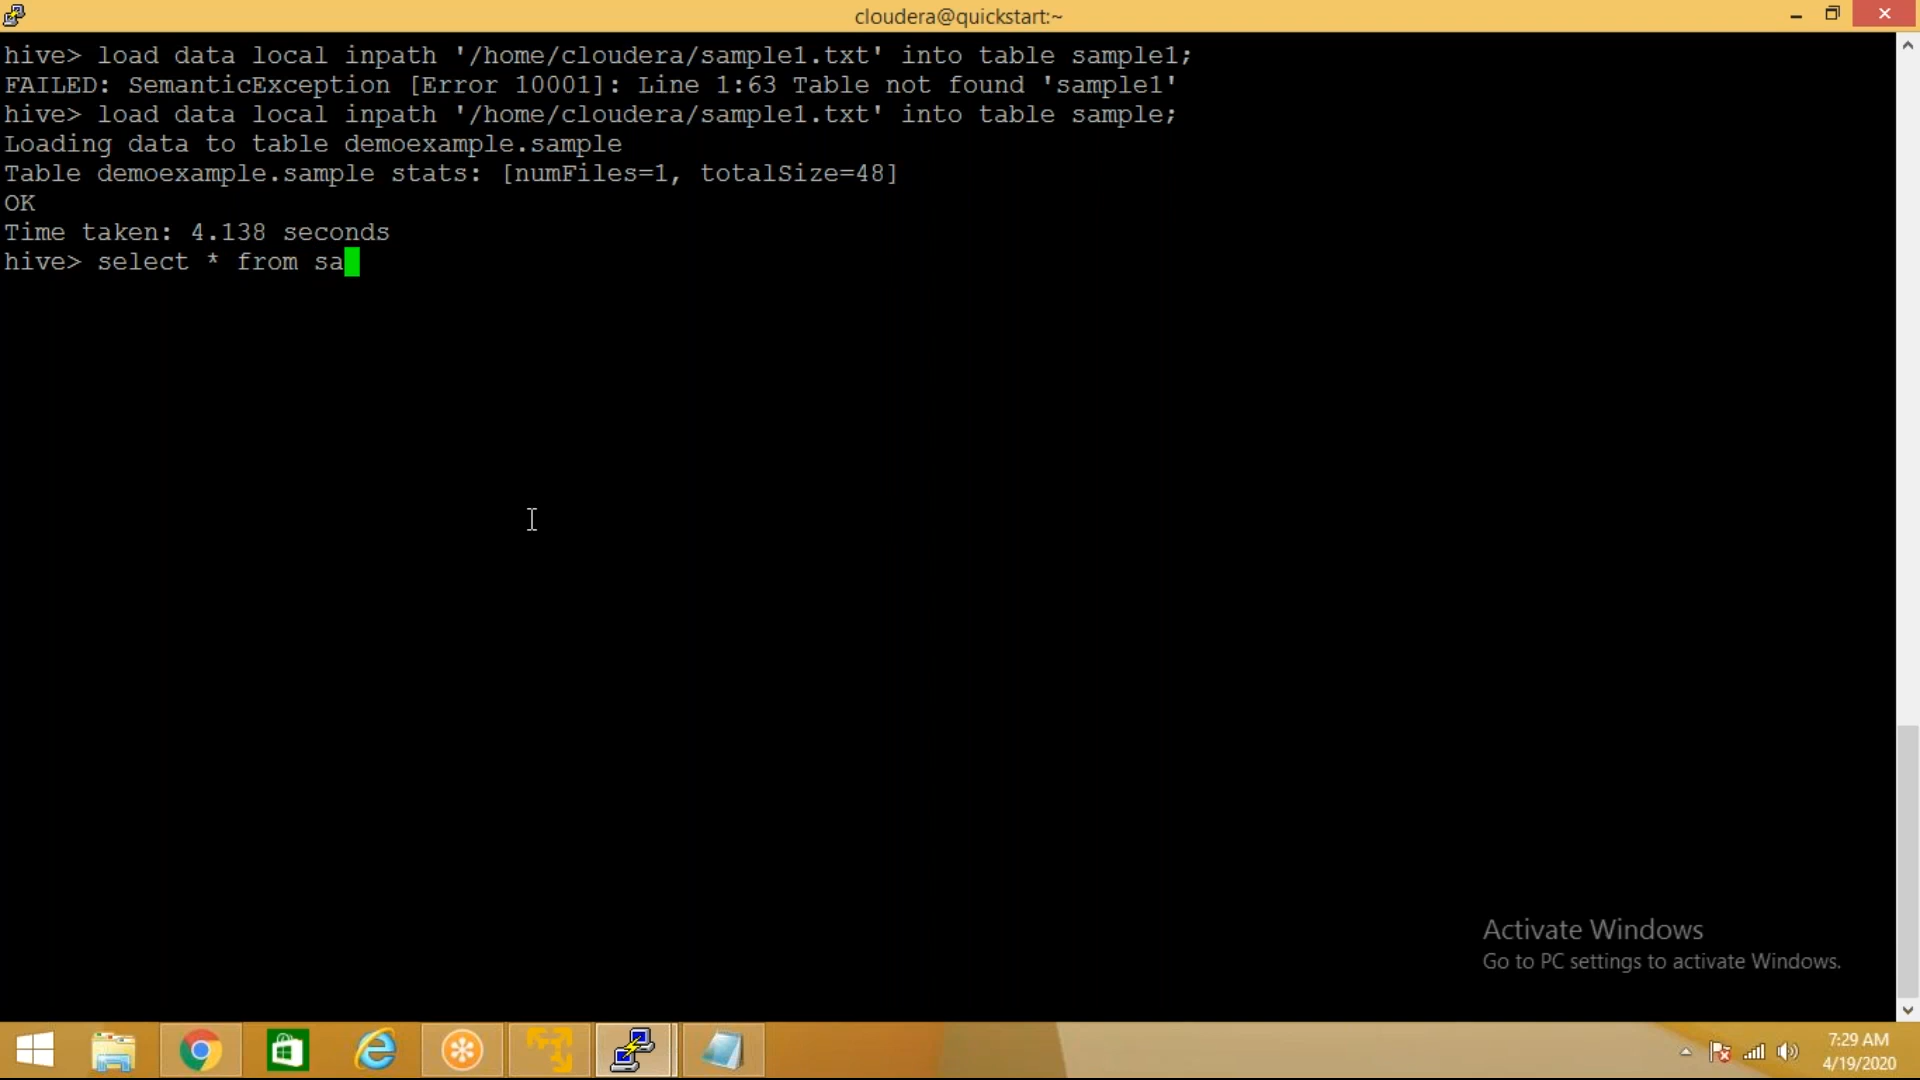 cloudera@quickstart:~
hive> load data local inpath '/home/cloudera/sample1.txt' into table sample1;
FAILED: SemanticException [Error 10001]: Line 1:63 Table not found 'sample1'
hive> load data local inpath '/home/cloudera/sample1.txt' into table sample;
Loading data to table demoexample.sample
Table demoexample.sample stats: [numFiles=1, totalSize=48]
OK
Time taken: 4.138 seconds
hive> select * from sa
Activate Windows
Go to PC settings to activate Windows.
7:29 AM
4/19/2020